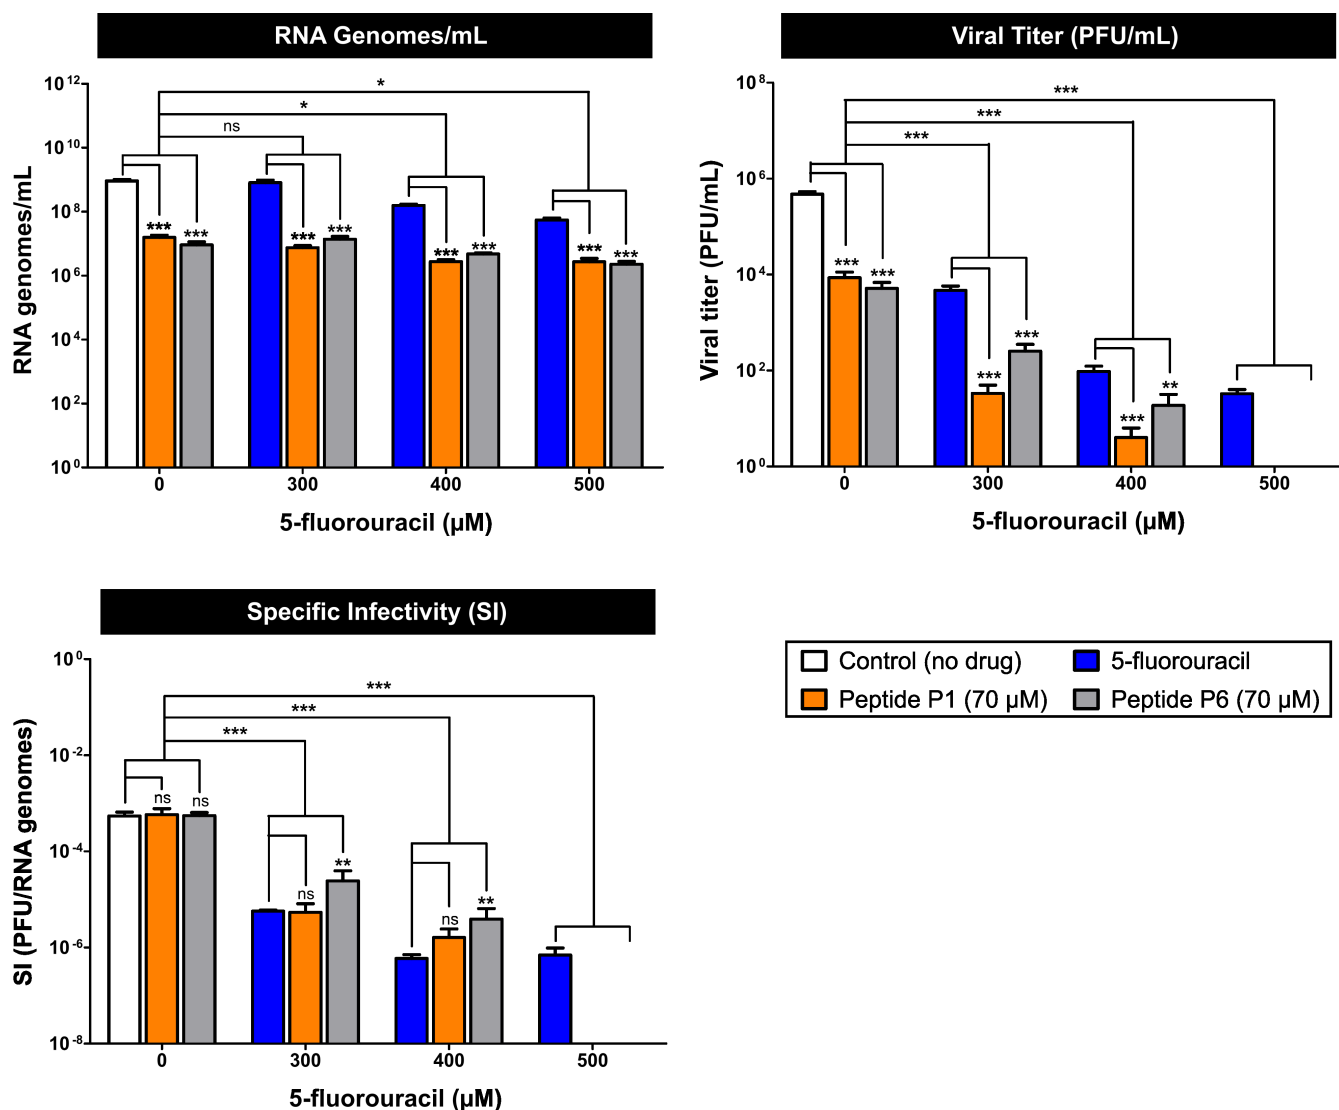 RNA Genomes/mL
RNA genomes/mL
10^12
10^10
10^8
10^6
10^4
10^2
10^0
*
*
ns
*** ***
*** ***
*** ***
*** ***
0 300 400 500
5-fluorouracil (µM)
Viral Titer (PFU/mL)
Viral titer (PFU/mL)
10^8
10^6
10^4
10^2
10^0
***
***
***
*** ***
*** ***
*** **
0 300 400 500
5-fluorouracil (µM)
Specific Infectivity (SI)
SI (PFU/RNA genomes)
10^0
10^-2
10^-4
10^-6
10^-8
***
***
***
ns ns
ns **
ns **
0 300 400 500
5-fluorouracil (µM)
Control (no drug) 5-fluorouracil
Peptide P1 (70 µM) Peptide P6 (70 µM)